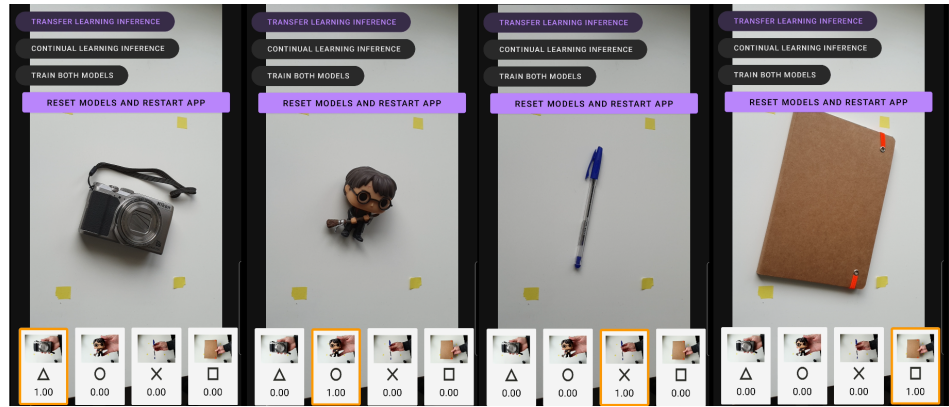 TRANSFER LEARNING INFERENCE
CONTINUAL LEARNING INFERENCE
TRAIN BOTH MODELS
RESET MODELS AND RESTART APP
Nikon
1.00
0.00
0.00
0.00
TRANSFER LEARNING INFERENCE
CONTINUAL LEARNING INFERENCE
TRAIN BOTH MODELS
RESET MODELS AND RESTART APP
0.00
1.00
0.00
0.00
TRANSFER LEARNING INFERENCE
CONTINUAL LEARNING INFERENCE
TRAIN BOTH MODELS
RESET MODELS AND RESTART APP
0.00
0.00
1.00
0.00
TRANSFER LEARNING INFERENCE
CONTINUAL LEARNING INFERENCE
TRAIN BOTH MODELS
RESET MODELS AND RESTART APP
0.00
0.00
0.00
1.00